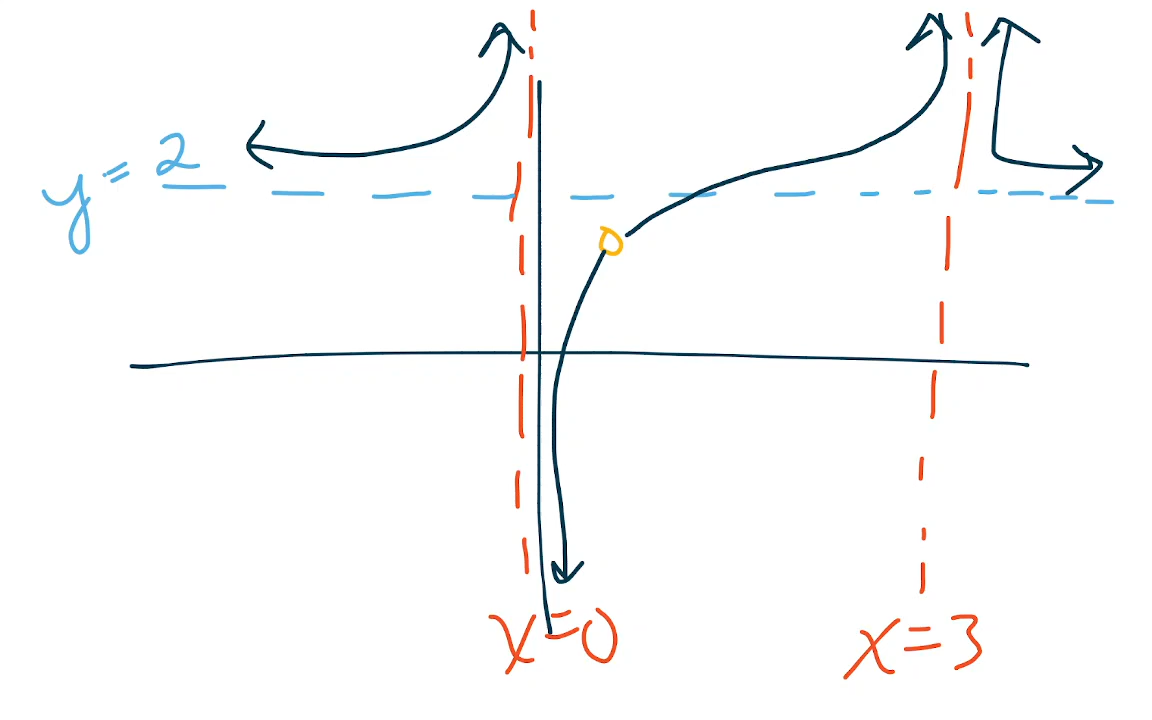 y = 2
x=0
x=3